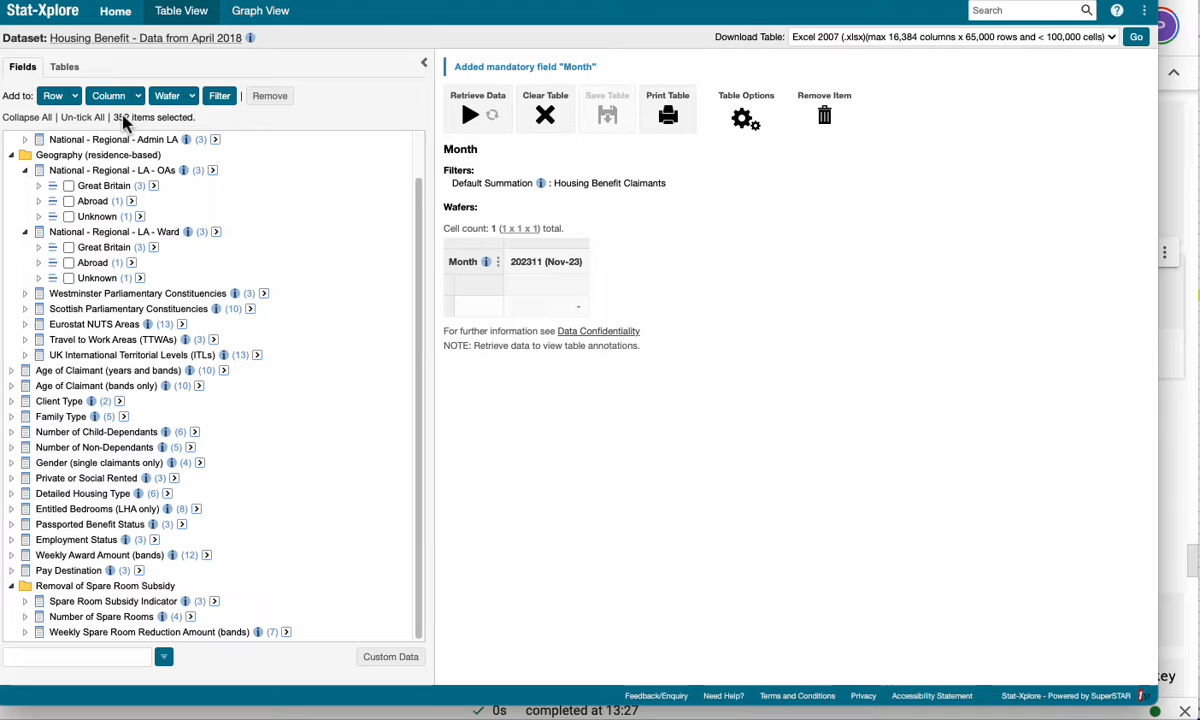 Stat-Xplore Home Table View Graph View Search
Dataset: Housing Benefit - Data from April 2018
Download Table: Excel 2007 (.xlsx)(max 16,384 columns x 65,000 rows and < 100,000 cells) Go
Fields Tables
Add to: Row Column Wafer Filter | Remove
Collapse All | Un-tick All | items selected.
National - Regional - Admin LA (3)
Geography (residence-based)
National - Regional - LA - OAs (3)
Great Britain (3)
Abroad (1)
Unknown (1)
National - Regional - LA - Ward (3)
Great Britain (3)
Abroad (1)
Unknown (1)
Westminster Parliamentary Constituencies (3)
Scottish Parliamentary Constituencies (10)
Eurostat NUTS Areas (13)
Travel to Work Areas (TTWAs) (3)
UK International Territorial Levels (ITLs) (13)
Age of Claimant (years and bands) (10)
Age of Claimant (bands only) (10)
Client Type (2)
Family Type (5)
Number of Child-Dependants (6)
Number of Non-Dependants (5)
Gender (single claimants only) (4)
Private or Social Rented (3)
Detailed Housing Type (6)
Entitled Bedrooms (LHA only) (8)
Passported Benefit Status (3)
Employment Status (3)
Weekly Award Amount (bands) (12)
Pay Destination (3)
Removal of Spare Room Subsidy
Spare Room Subsidy Indicator (3)
Number of Spare Rooms (4)
Weekly Spare Room Reduction Amount (bands) (7)
Custom Data
Added mandatory field "Month"
Retrieve Data Clear Table Save Table Print Table Table Options Remove Item
Month
Filters:
Default Summation : Housing Benefit Claimants
Wafers:
Cell count: 1 (1 x 1 x 1) total.
Month 202311 (Nov-23)
-
For further information see Data Confidentiality
NOTE: Retrieve data to view table annotations.
Feedback/Enquiry Need Help? Terms and Conditions Privacy Accessibility Statement Stat-Xplore - Powered by SuperSTAR
0s completed at 13:27